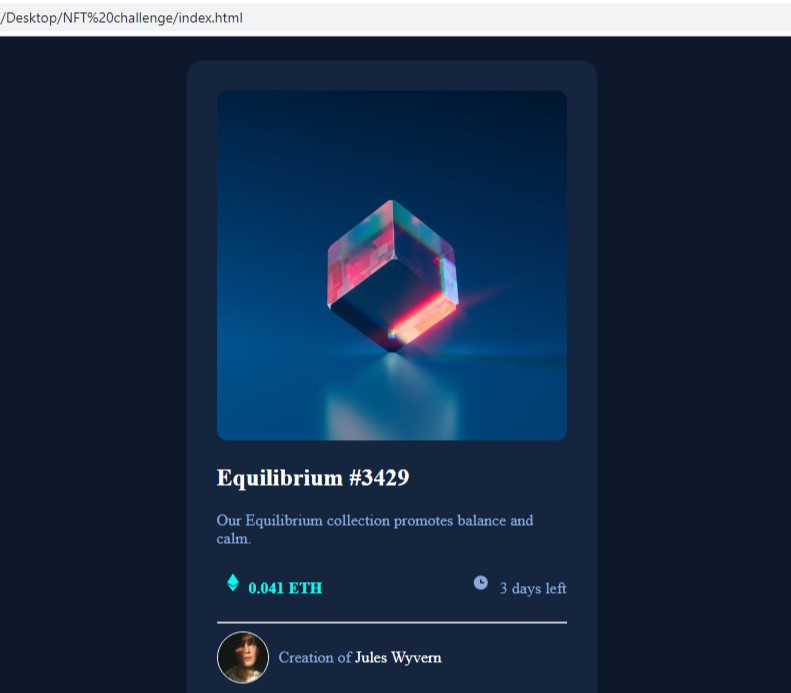 /Desktop/NFT%20challenge/index.html
Equilibrium #3429
Our Equilibrium collection promotes balance and
calm.
0.041 ETH
3 days left
Creation of Jules Wyvern